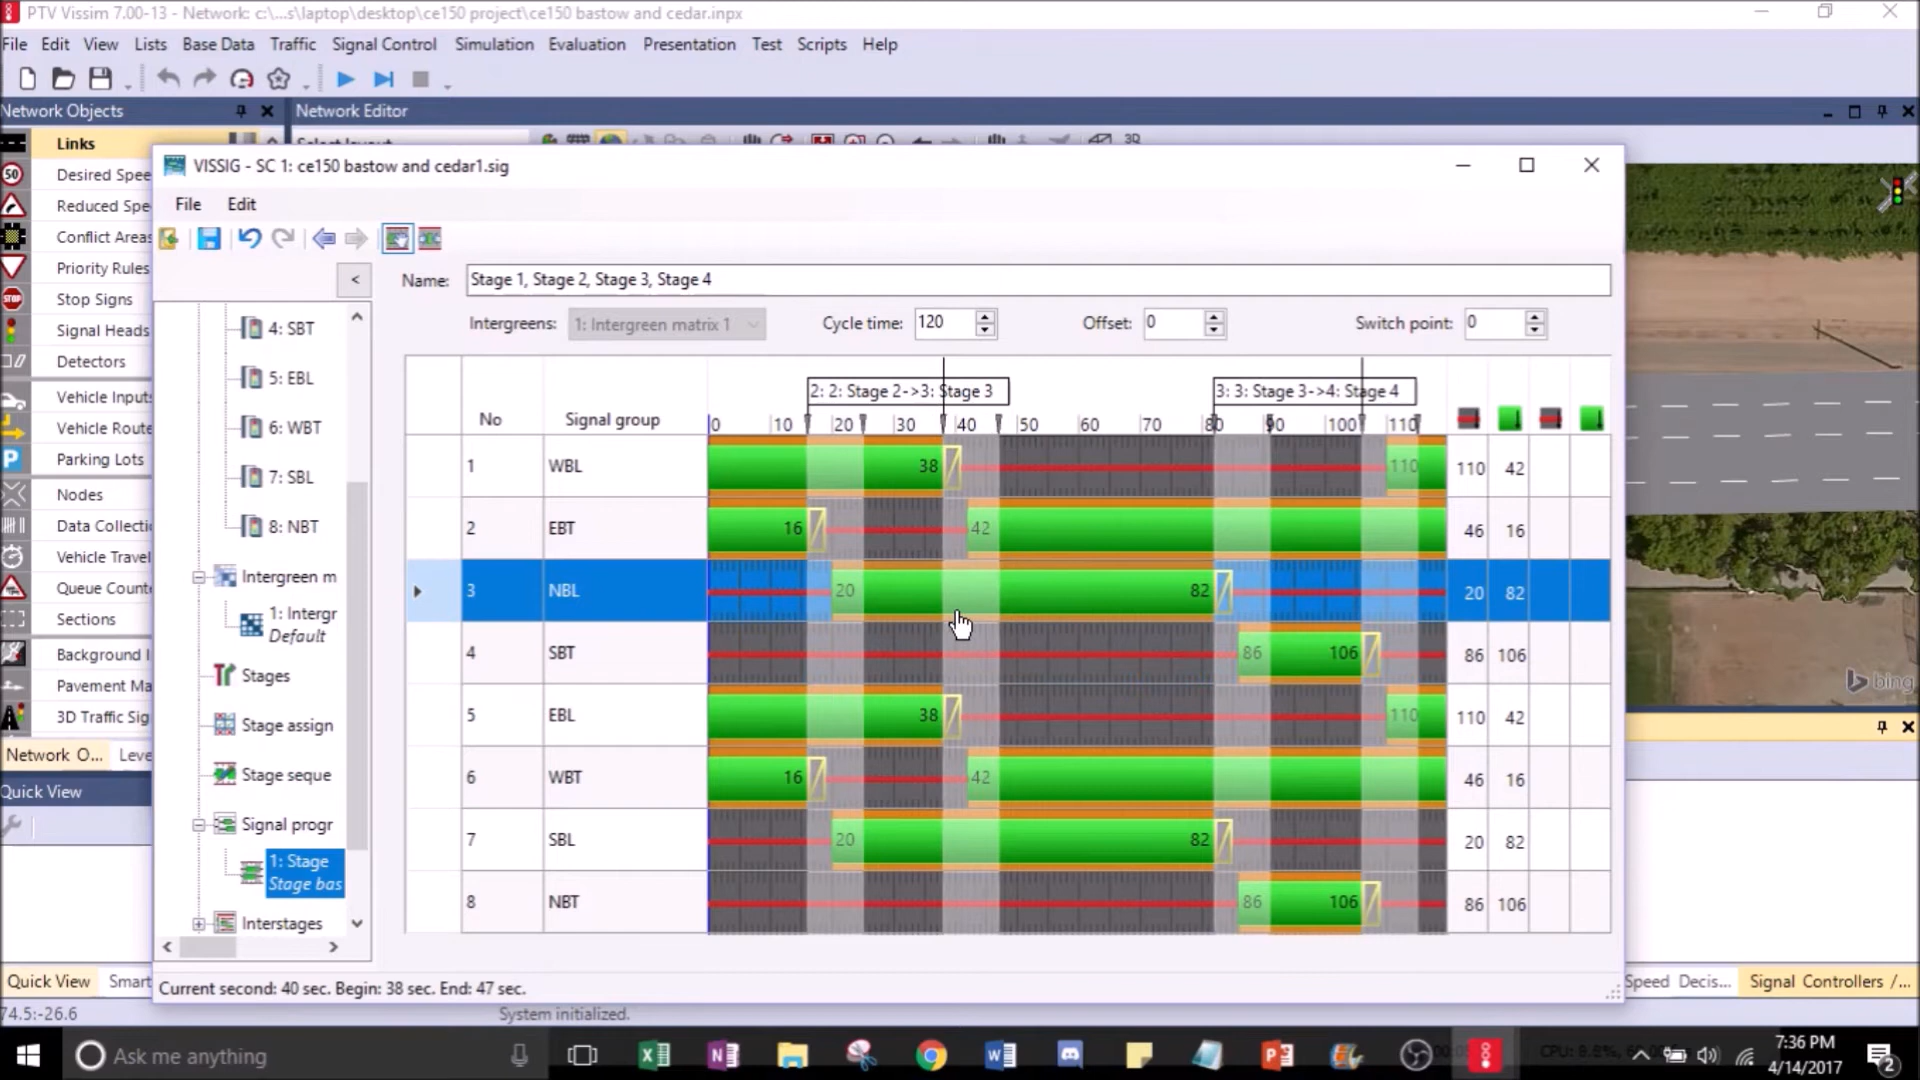 PTV Vissim 7.00-13 - Network: c:\...s\laptop\desktop\ce150 project\ce150 bastow and cedar.inpx
File Edit View Lists Base Data Traffic Signal Control Simulation Evaluation Presentation Test Scripts Help
Network Objects
Network Editor
Links
50 Desired Spee
Reduced Spe
Conflict Areas
Priority Rules
STOP Stop Signs
Signal Heads
Detectors
Vehicle Inputs
Vehicle Route
P Parking Lots
Nodes
Data Collectio
Vehicle Travel
Queue Count
Sections
Background I
Pavement Ma
3D Traffic Sig
Network O... Leve
Quick View
Quick View Smart
74.5:-26.6
System initialized.
Select layout
3D
VISSIG - SC 1: ce150 bastow and cedar1.sig
File Edit
<
4: SBT
5: EBL
6: WBT
7: SBL
8: NBT
Intergreen m
1: Intergr
Default
Stages
Stage assign
Stage seque
Signal progr
1: Stage
Stage bas
Interstages
Name: Stage 1, Stage 2, Stage 3, Stage 4
Intergreens: 1: Intergreen matrix 1 Cycle time: 120 Offset: 0 Switch point: 0
2: 2: Stage 2->3: Stage 3 3: 3: Stage 3->4: Stage 4
No Signal group 0 10 20 30 40 50 60 70 80 90 100 110
1 WBL 38 110 110 42
2 EBT 16 42 46 16
3 NBL 20 82 20 82
4 SBT 86 106 86 106
5 EBL 38 110 110 42
6 WBT 16 42 46 16
7 SBL 20 82 20 82
8 NBT 86 106 86 106
Current second: 40 sec. Begin: 38 sec. End: 47 sec.
bing
Speed Decis... Signal Controllers /...
Ask me anything
7:36 PM
4/14/2017
2